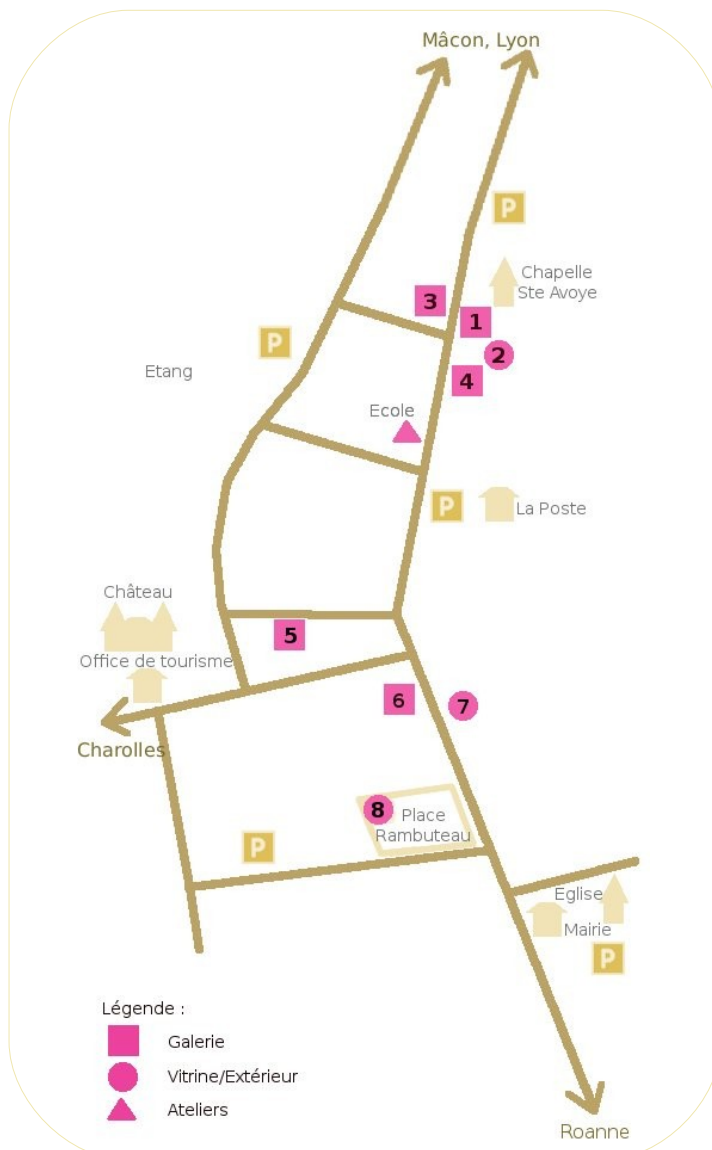 Mâcon, Lyon
P
Chapelle
Ste Avoye
3
1
P
2
Etang
4
Ecole
P
La Poste
Château
5
Office de tourisme
6
7
Charolles
8
Place
Rambuteau
P
Eglise
Mairie
P
Légende :
Galerie
Vitrine/Extérieur
Ateliers
Roanne